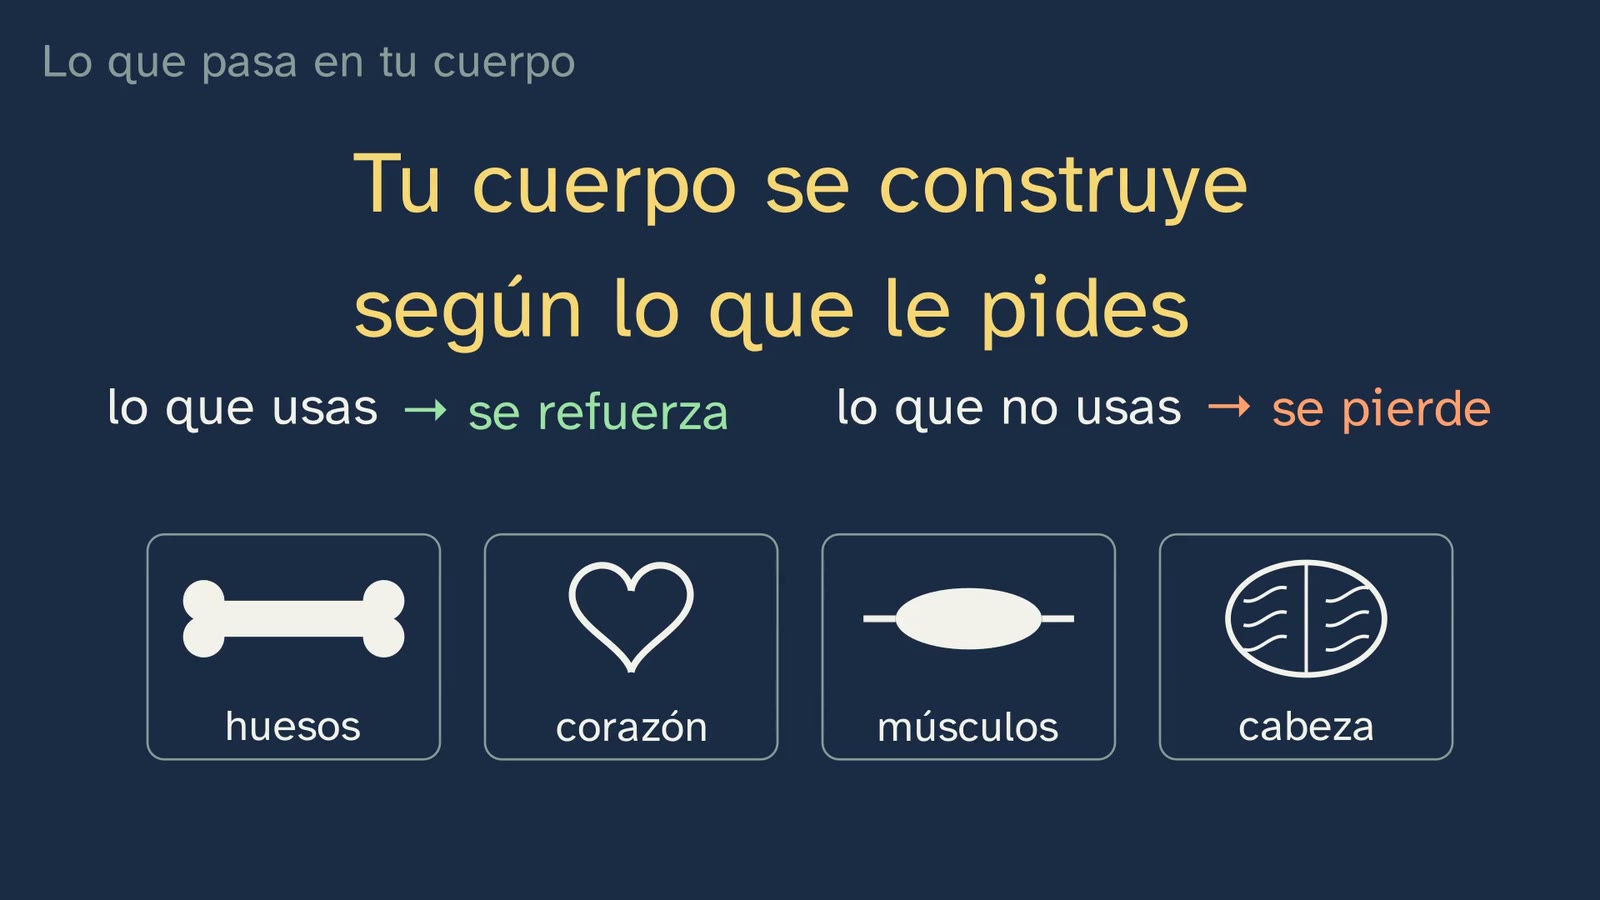 Lo que pasa en tu cuerpo
Tu cuerpo se construye
según lo que le pides
lo que usas → se refuerza
lo que no usas → se pierde
huesos
corazón
músculos
cabeza